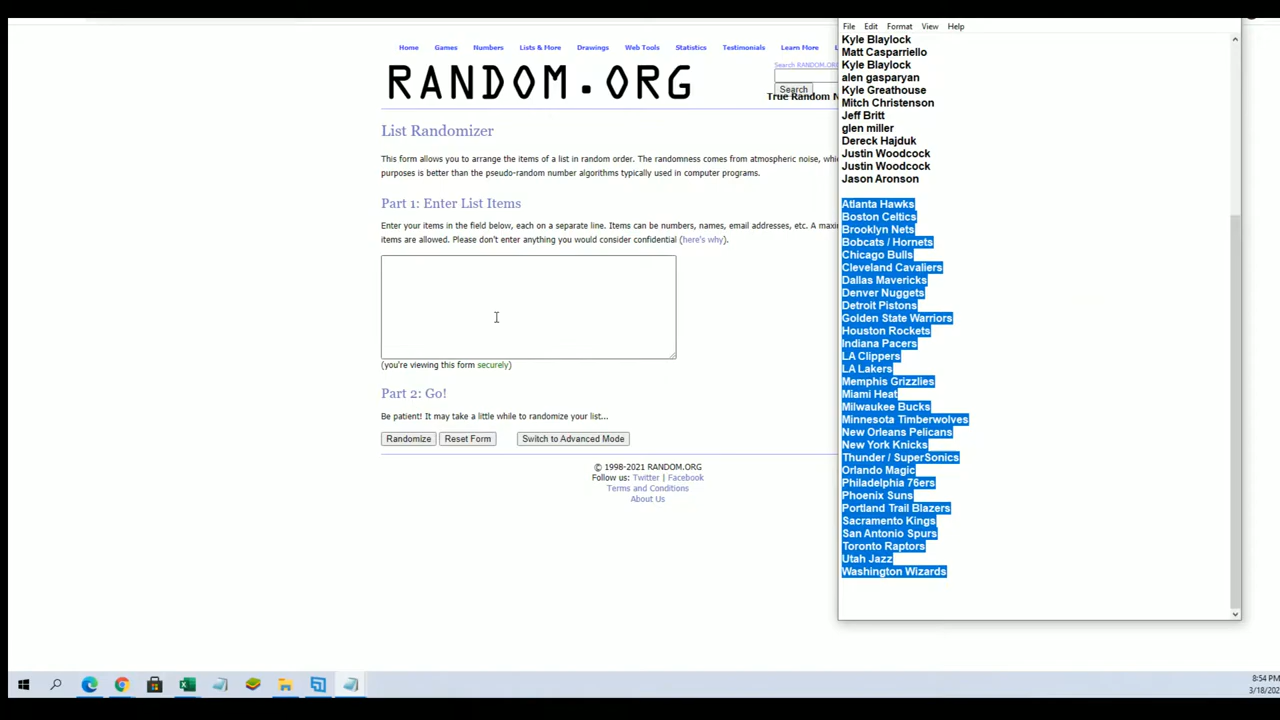 Home Games Numbers Lists & More Drawings Web Tools Statistics Testimonials Learn More
Search RANDOM.ORG
RANDOM.ORG
Search
True Random
List Randomizer
This form allows you to arrange the items of a list in random order. The randomness comes from atmospheric noise,
purposes is better than the pseudo-random number algorithms typically used in computer programs.
Part 1: Enter List Items
Enter your items in the field below, each on a separate line. Items can be numbers, names, email addresses, etc. A
items are allowed. Please don't enter anything you would consider confidential (here's why).
(you're viewing this form securely)
Part 2: Go!
Be patient! It may take a little while to randomize your list...
Randomize Reset Form Switch to Advanced Mode
© 1998-2021 RANDOM.ORG
Follow us: Twitter | Facebook
Terms and Conditions
About Us
File Edit Format View Help
Kyle Blaylock
Matt Casparriello
Kyle Blaylock
alen gasparyan
Kyle Greathouse
Mitch Christenson
Jeff Britt
glen miller
Dereck Hajduk
Justin Woodcock
Justin Woodcock
Jason Aronson
Atlanta Hawks
Boston Celtics
Brooklyn Nets
Bobcats / Hornets
Chicago Bulls
Cleveland Cavaliers
Dallas Mavericks
Denver Nuggets
Detroit Pistons
Golden State Warriors
Houston Rockets
Indiana Pacers
LA Clippers
LA Lakers
Memphis Grizzlies
Miami Heat
Milwaukee Bucks
Minnesota Timberwolves
New Orleans Pelicans
New York Knicks
Thunder / SuperSonics
Orlando Magic
Philadelphia 76ers
Phoenix Suns
Portland Trail Blazers
Sacramento Kings
San Antonio Spurs
Toronto Raptors
Utah Jazz
Washington Wizards
8:54 PM
3/18/202